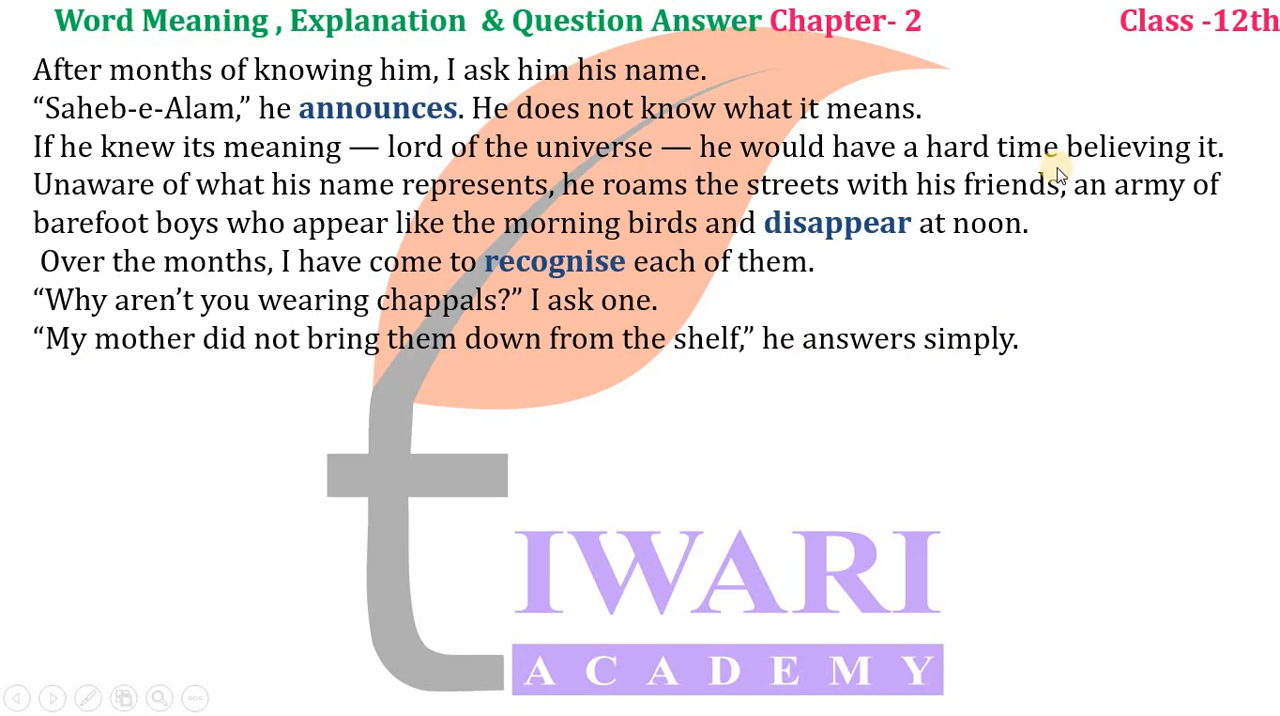 Word Meaning , Explanation & Question Answer Chapter- 2 Class -12th
After months of knowing him, I ask him his name.
“Saheb-e-Alam,” he announces. He does not know what it means.
If he knew its meaning — lord of the universe — he would have a hard time believing it.
Unaware of what his name represents, he roams the streets with his friends, an army of
barefoot boys who appear like the morning birds and disappear at noon.
Over the months, I have come to recognise each of them.
“Why aren’t you wearing chappals?” I ask one.
“My mother did not bring them down from the shelf,” he answers simply.
tIWARI
ACADEMY